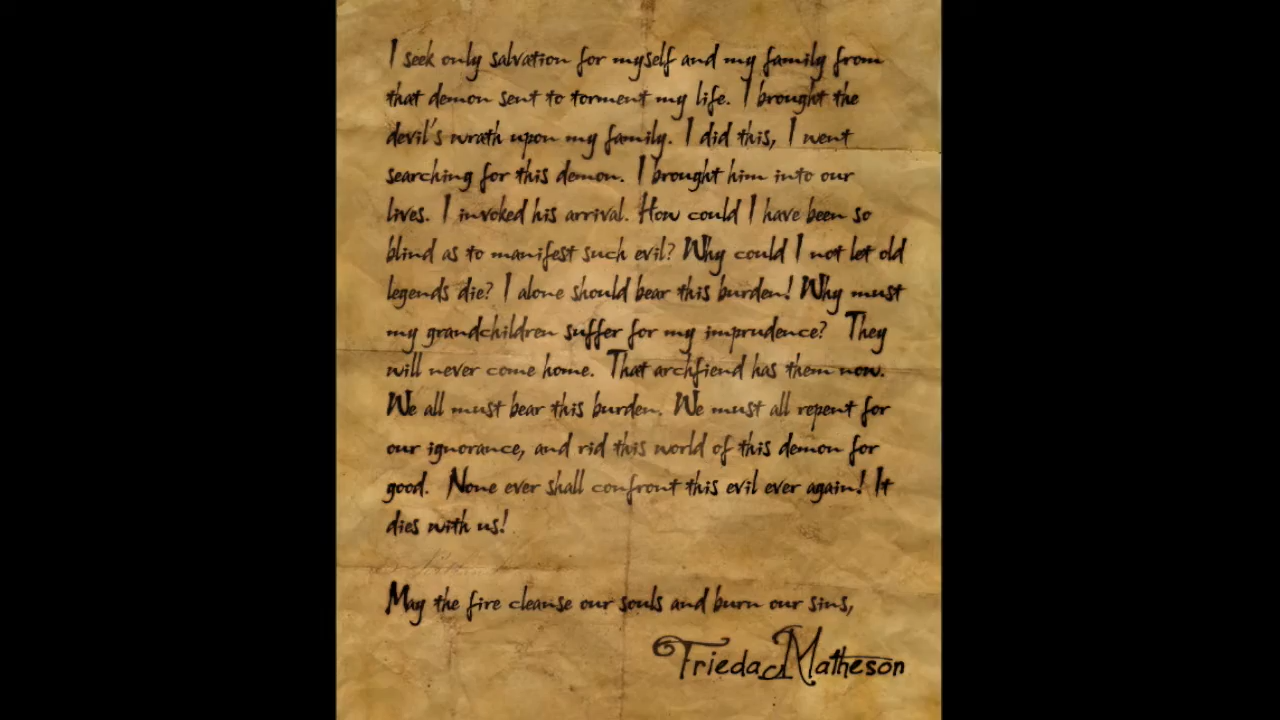 I seek only salvation for myself and my family from
that demon sent to torment my life. I brought the
devil's wrath upon my family. I did this, I went
searching for this demon. I brought him into our
lives. I invoked his arrival. How could I have been so
blind as to manifest such evil? Why could I not let old
legends die? I alone should bear this burden! Why must
my grandchildren suffer for my imprudence? They
will never come home. That archfiend has them now.
We all must bear this burden. We must all repent for
our ignorance, and rid this world of this demon for
good. None ever shall confront this evil ever again! It
dies with us!
May the fire cleanse our souls and burn our sins,
Frieda Matheson